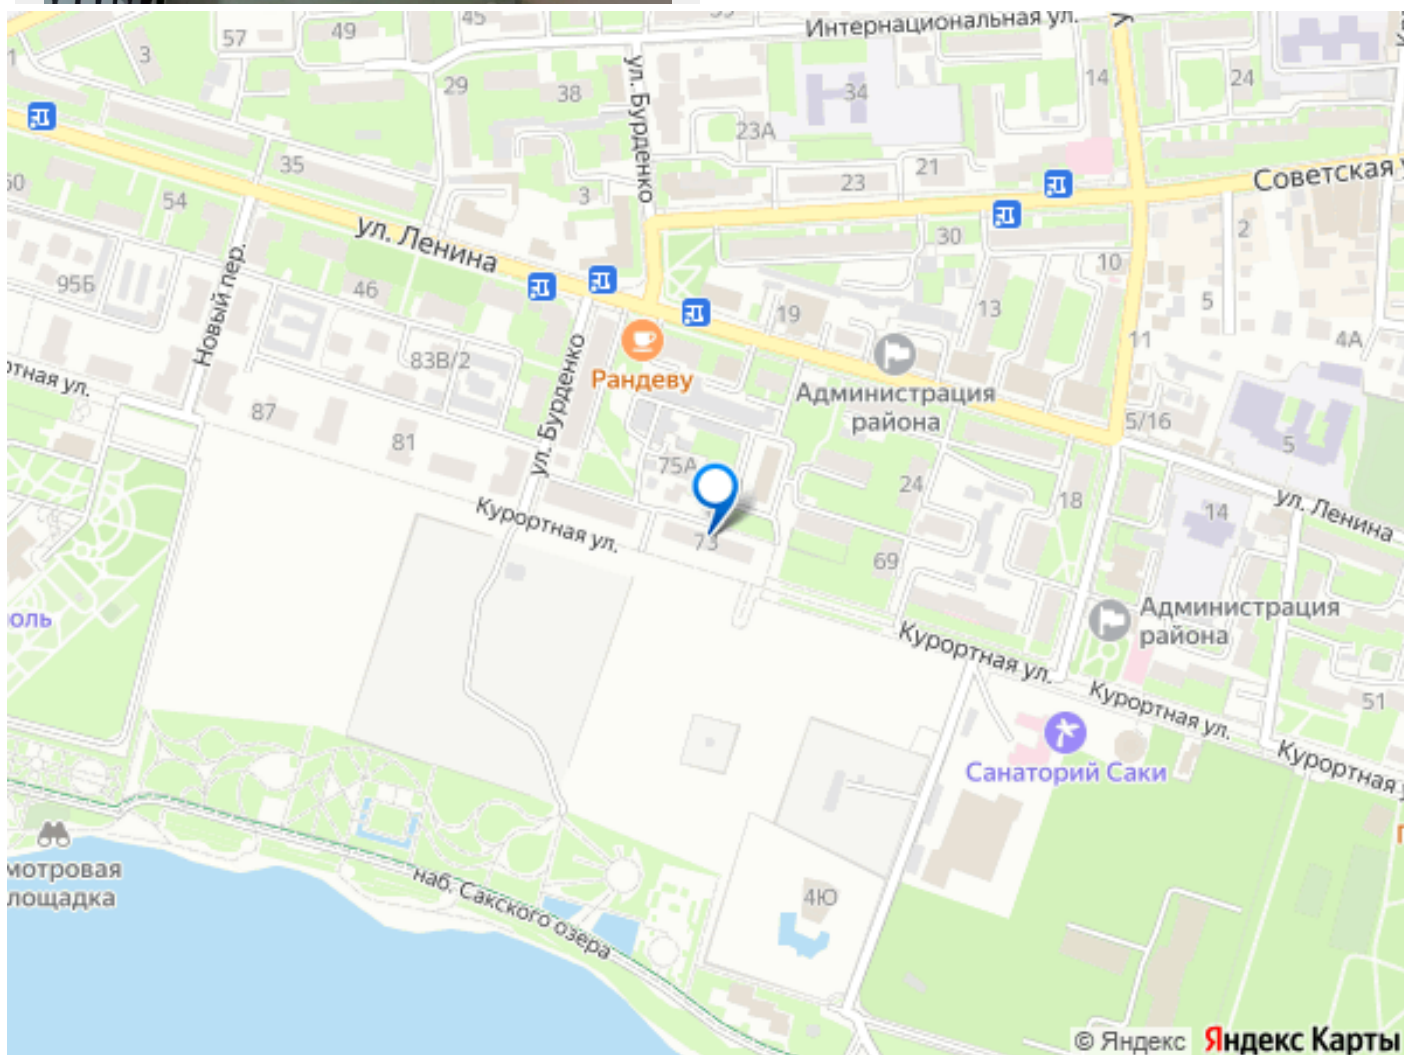 45
Интернациональная ул.
57
49
3
ул. Бурденко
14
24
29
38
34
23А
35
21
23
Советская
60
54
3
ул. Ленина
30
2
95Б
Новый пер.
46
10
5
19
13
11
4А
83В/2
Рандеву
Администрация
района
ул. Бурденко
87
81
5/16
5
75А
24
18
14
ул. Ленина
Курортная ул.
73
69
Администрация
района
Курортная ул.
Курортная ул.
51
Санаторий Саки
Курортная
наб. Сакского озера
4Ю
© Яндекс Яндекс Карты